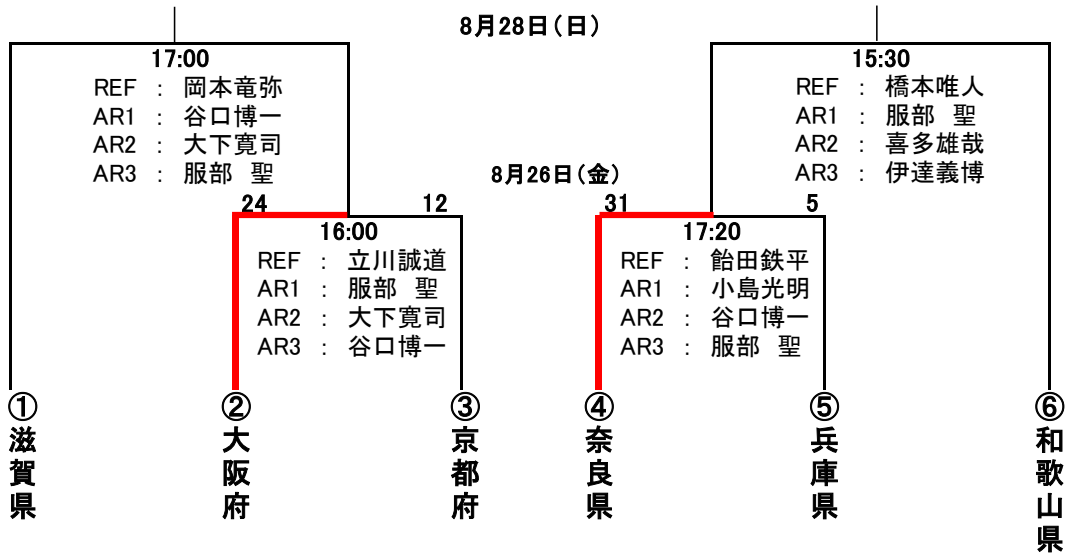 8月28日（日）
17:00
REF ： 岡本竜弥
AR1 ： 谷口博一
AR2 ： 大下寛司
AR3 ： 服部　聖
15:30
REF ： 橋本唯人
AR1 ： 服部　聖
AR2 ： 喜多雄哉
AR3 ： 伊達義博
8月26日（金）
24 12
16:00
REF ： 立川誠道
AR1 ： 服部　聖
AR2 ： 大下寛司
AR3 ： 谷口博一
31 5
17:20
REF ： 飴田鉄平
AR1 ： 小島光明
AR2 ： 谷口博一
AR3 ： 服部　聖
①滋賀県
②大阪府
③京都府
④奈良県
⑤兵庫県
⑥和歌山県